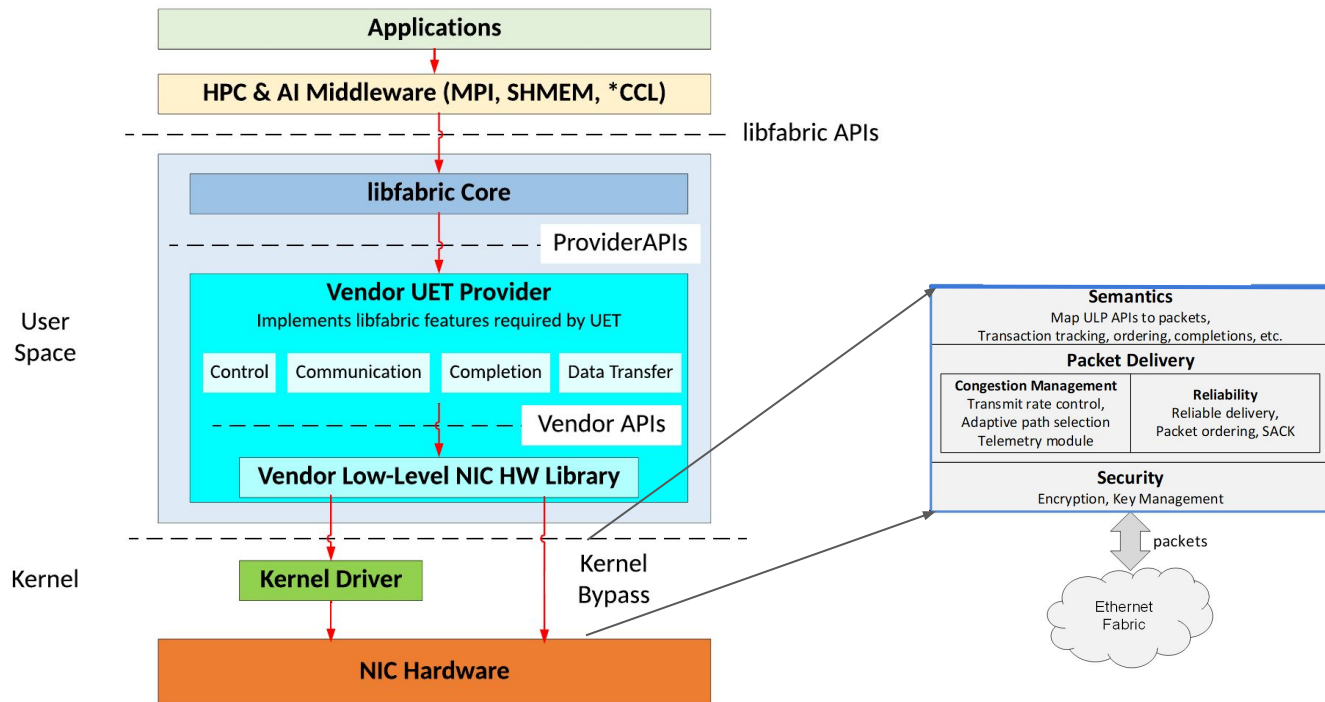 Applications
HPC & AI Middleware (MPI, SHMEM, *CCL)
libfabric APIs
libfabric Core
ProviderAPIs
Vendor UET Provider
Implements libfabric features required by UET
Control
Communication
Completion
Data Transfer
Vendor APIs
Vendor Low-Level NIC HW Library
User
Space
Kernel
Kernel Driver
Kernel
Bypass
NIC Hardware
Semantics
Map ULP APIs to packets,
Transaction tracking, ordering, completions, etc.
Packet Delivery
Congestion Management
Transmit rate control,
Adaptive path selection
Telemetry module
Reliability
Reliable delivery,
Packet ordering, SACK
Security
Encryption, Key Management
packets
Ethernet
Fabric